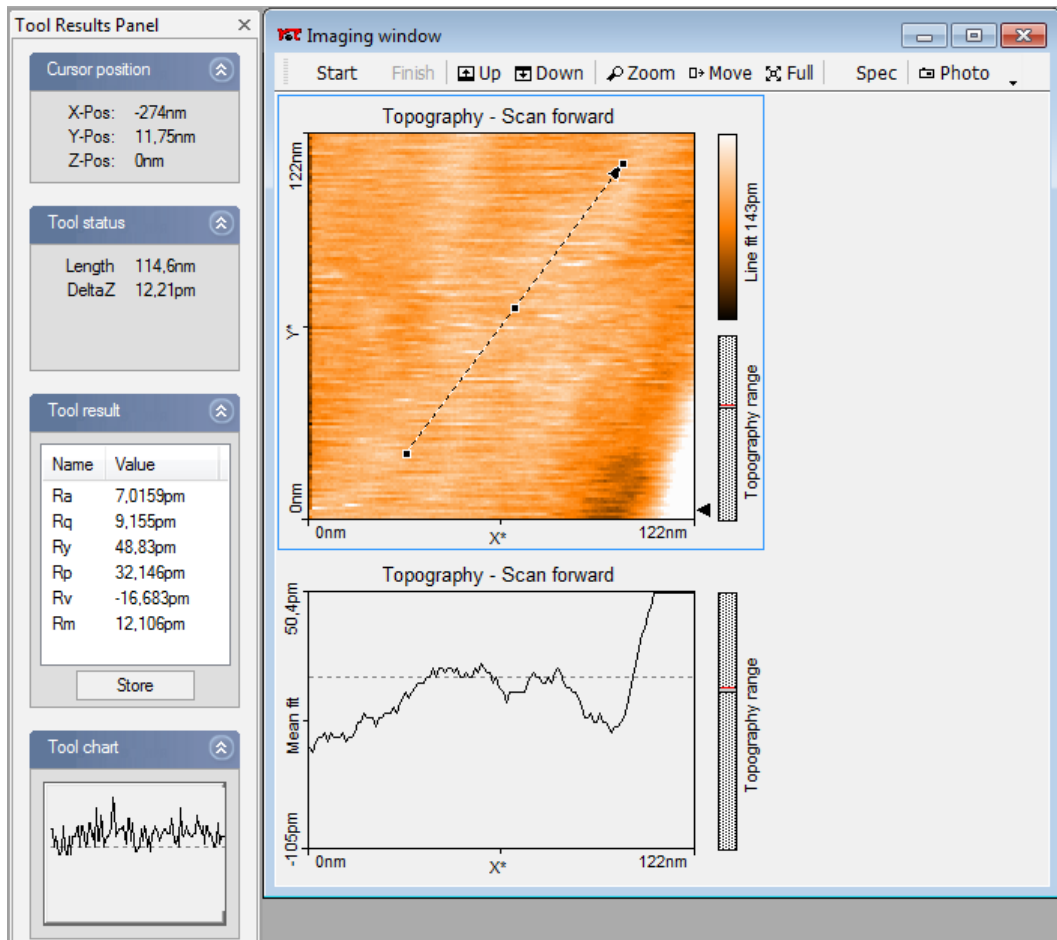 Tool Results Panel
Cursor position
X-Pos: -274nm
Y-Pos: 11,75nm
Z-Pos: 0nm
Tool status
Length 114,6nm
DeltaZ 12,21pm
Tool result
Name Value
Ra 7,0159pm
Rq 9,155pm
Ry 48,83pm
Rp 32,146pm
Rv -16,683pm
Rm 12,106pm
Store
Tool chart
Imaging window
Start Finish Up Down Zoom Move Full Spec Photo
Topography - Scan forward
122nm
Y*
0nm
0nm
X*
122nm
Line fit 143pm
Topography range
Topography - Scan forward
50,4pm
Mean fit
-105pm
0nm
X*
122nm
Topography range